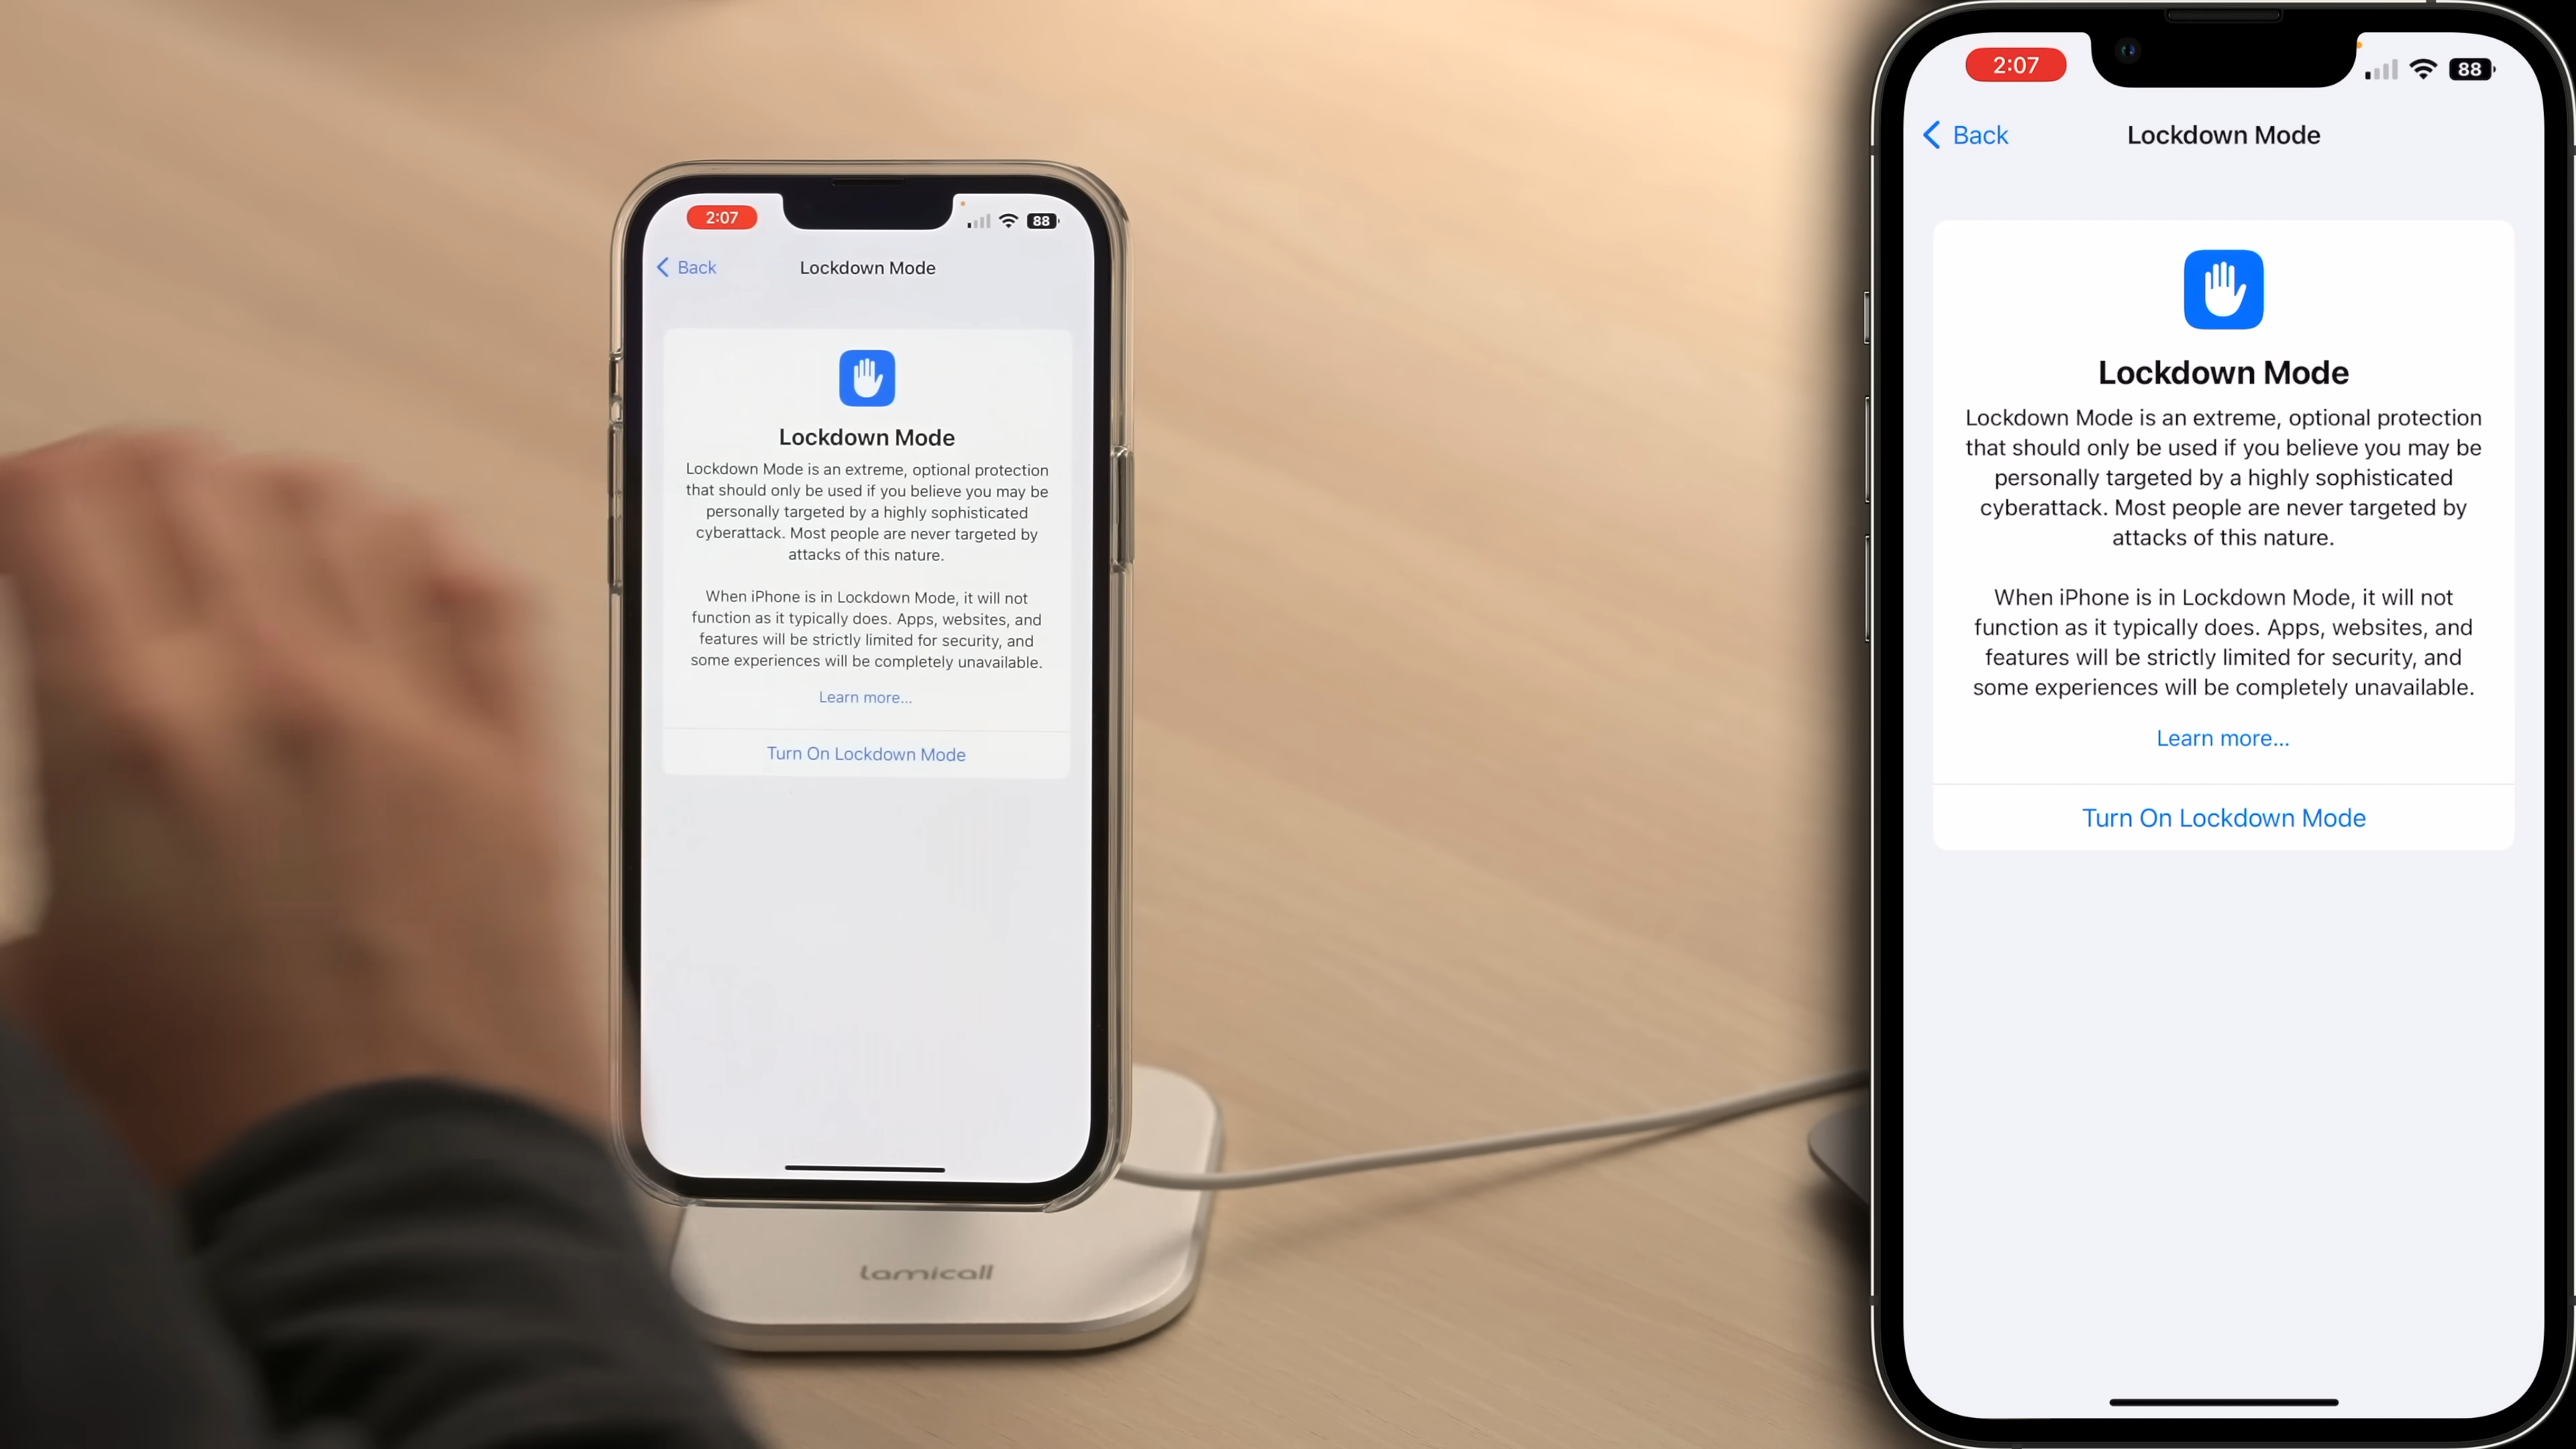 2:07
88
Back
Lockdown Mode
Lockdown Mode
Lockdown Mode is an extreme, optional protection
that should only be used if you believe you may be
personally targeted by a highly sophisticated
cyberattack. Most people are never targeted by
attacks of this nature.
When iPhone is in Lockdown Mode, it will not
function as it typically does. Apps, websites, and
features will be strictly limited for security, and
some experiences will be completely unavailable.
Learn more...
Turn On Lockdown Mode
lamicall
2:07
88
Back
Lockdown Mode
Lockdown Mode
Lockdown Mode is an extreme, optional protection
that should only be used if you believe you may be
personally targeted by a highly sophisticated
cyberattack. Most people are never targeted by
attacks of this nature.
When iPhone is in Lockdown Mode, it will not
function as it typically does. Apps, websites, and
features will be strictly limited for security, and
some experiences will be completely unavailable.
Learn more...
Turn On Lockdown Mode